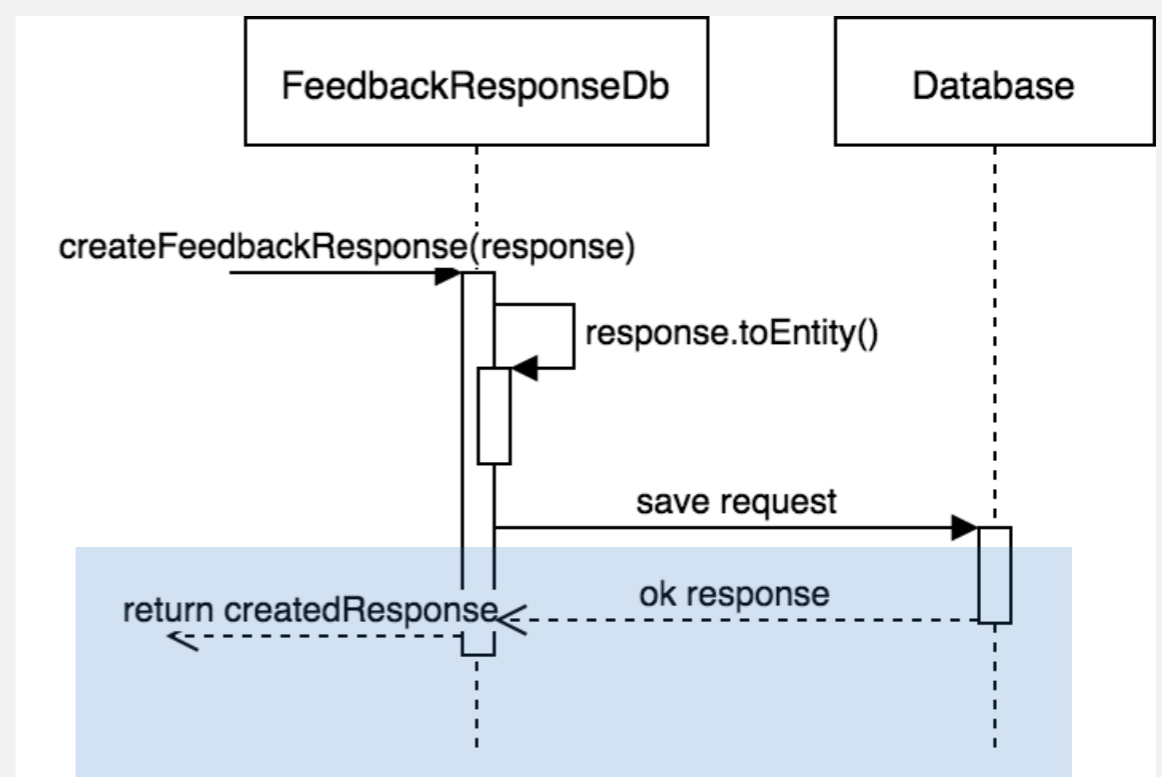 FeedbackResponseDb
Database
createFeedbackResponse(response)
response.toEntity()
save request
ok response
return createdResponse